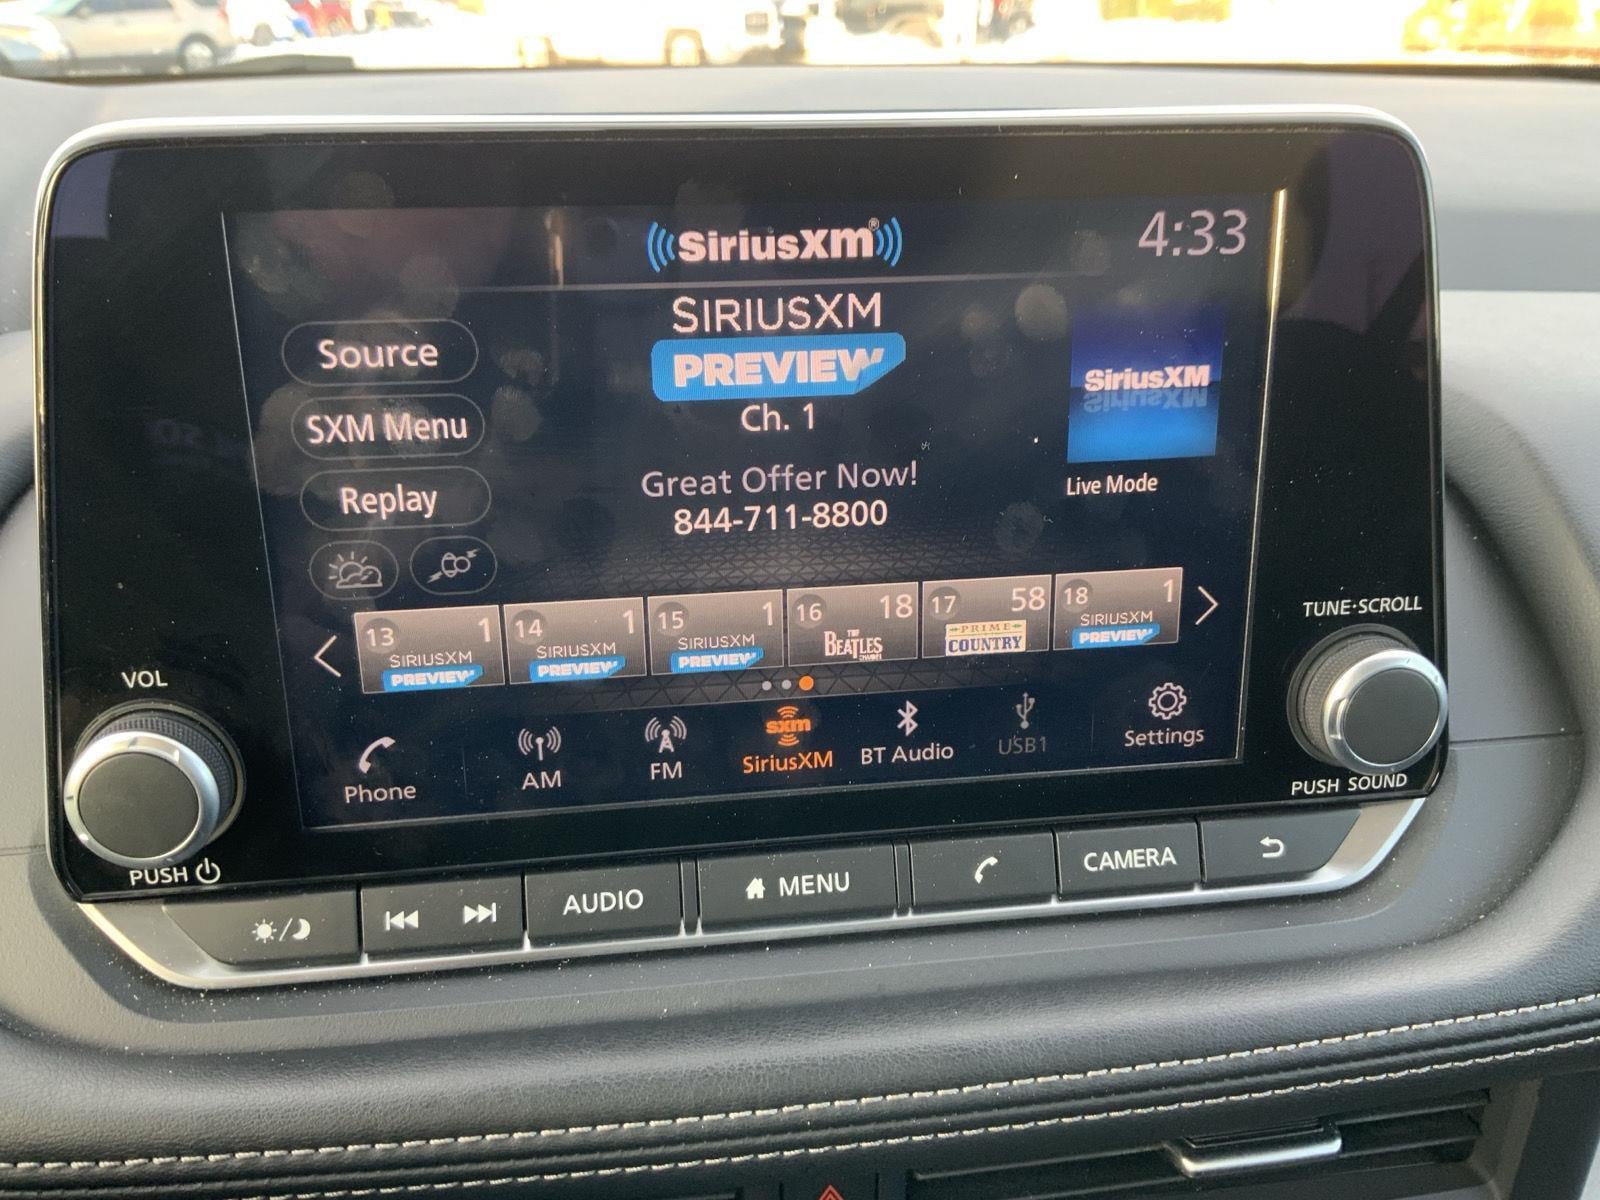 SiriusXM®
4:33
SIRIUSXM
PREVIEW
Ch. 1
Great Offer Now!
844-711-8800
Source
SXM Menu
Replay
SiriusXM
Live Mode
13 1
SIRIUSXM
PREVIEW
14 1
SIRIUSXM
PREVIEW
15 1
SIRIUSXM
PREVIEW
16 18
THE
BEATLES
CHANNEL
17 58
PRIME
COUNTRY
18 1
SIRIUSXM
PREVIEW
Phone
AM
FM
sxm
SiriusXM
BT Audio
USB1
Settings
VOL
PUSH
TUNE·SCROLL
PUSH SOUND
AUDIO
MENU
CAMERA